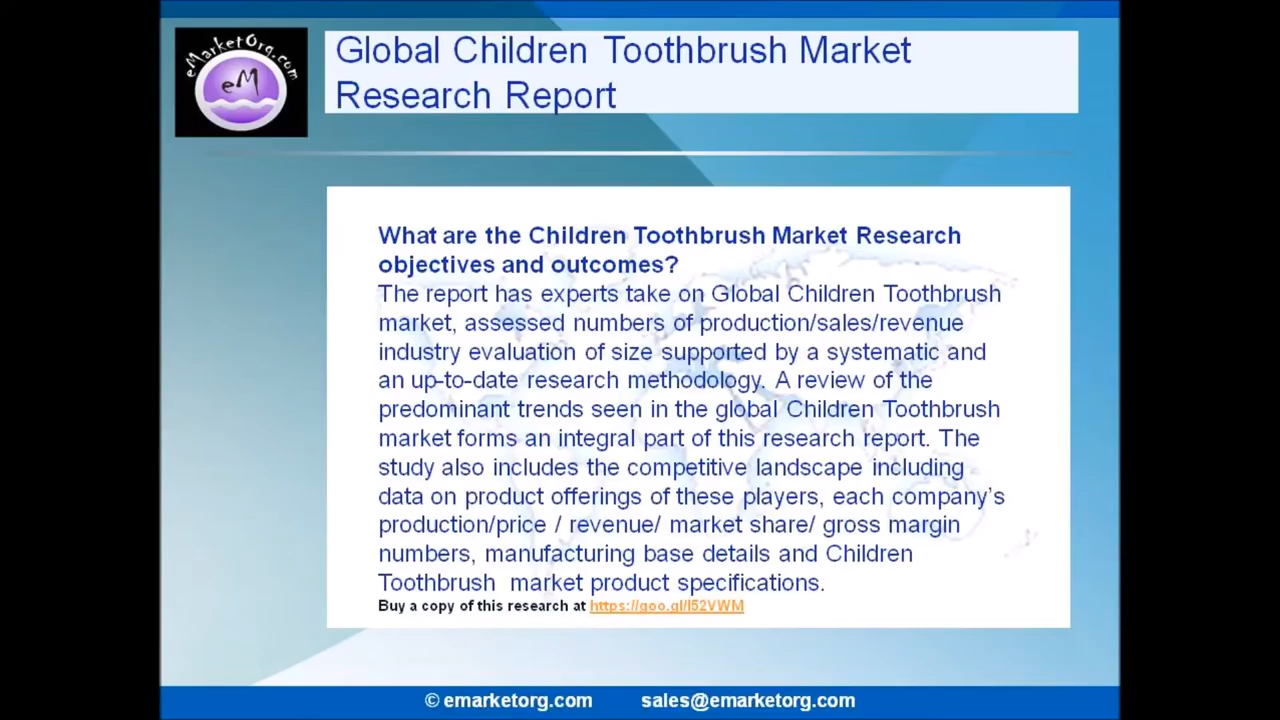 eMarketOrg.com
eM
Global Children Toothbrush Market
Research Report
What are the Children Toothbrush Market Research
objectives and outcomes?
The report has experts take on Global Children Toothbrush
market, assessed numbers of production/sales/revenue
industry evaluation of size supported by a systematic and
an up-to-date research methodology. A review of the
predominant trends seen in the global Children Toothbrush
market forms an integral part of this research report. The
study also includes the competitive landscape including
data on product offerings of these players, each company's
production/price / revenue/ market share/ gross margin
numbers, manufacturing base details and Children
Toothbrush  market product specifications.
Buy a copy of this research at https://goo.gl/I52VWM
© emarketorg.com sales@emarketorg.com